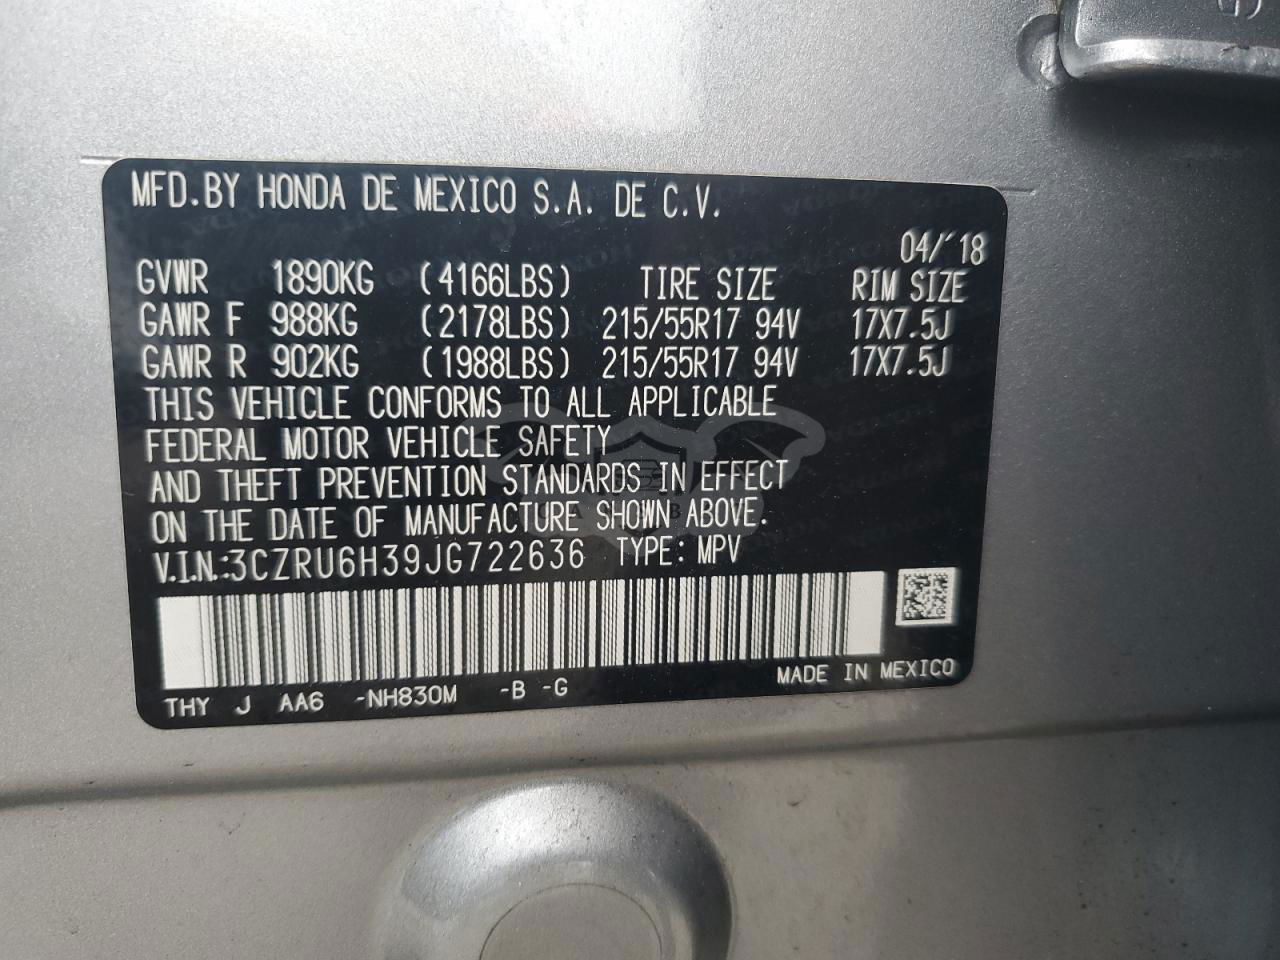 MFD.BY HONDA DE MEXICO S.A. DE C.V.
04/'18
GVWR 1890KG (4166LBS) TIRE SIZE RIM SIZE
GAWR F 988KG (2178LBS) 215/55R17 94V 17X7.5J
GAWR R 902KG (1988LBS) 215/55R17 94V 17X7.5J
THIS VEHICLE CONFORMS TO ALL APPLICABLE
FEDERAL MOTOR VEHICLE SAFETY
AND THEFT PREVENTION STANDARDS IN EFFECT
ON THE DATE OF MANUFACTURE SHOWN ABOVE.
V.I.N.:3CZRU6H39JG722636 TYPE: MPV
MADE IN MEXICO
THY J AA6 -NH830M -B -G